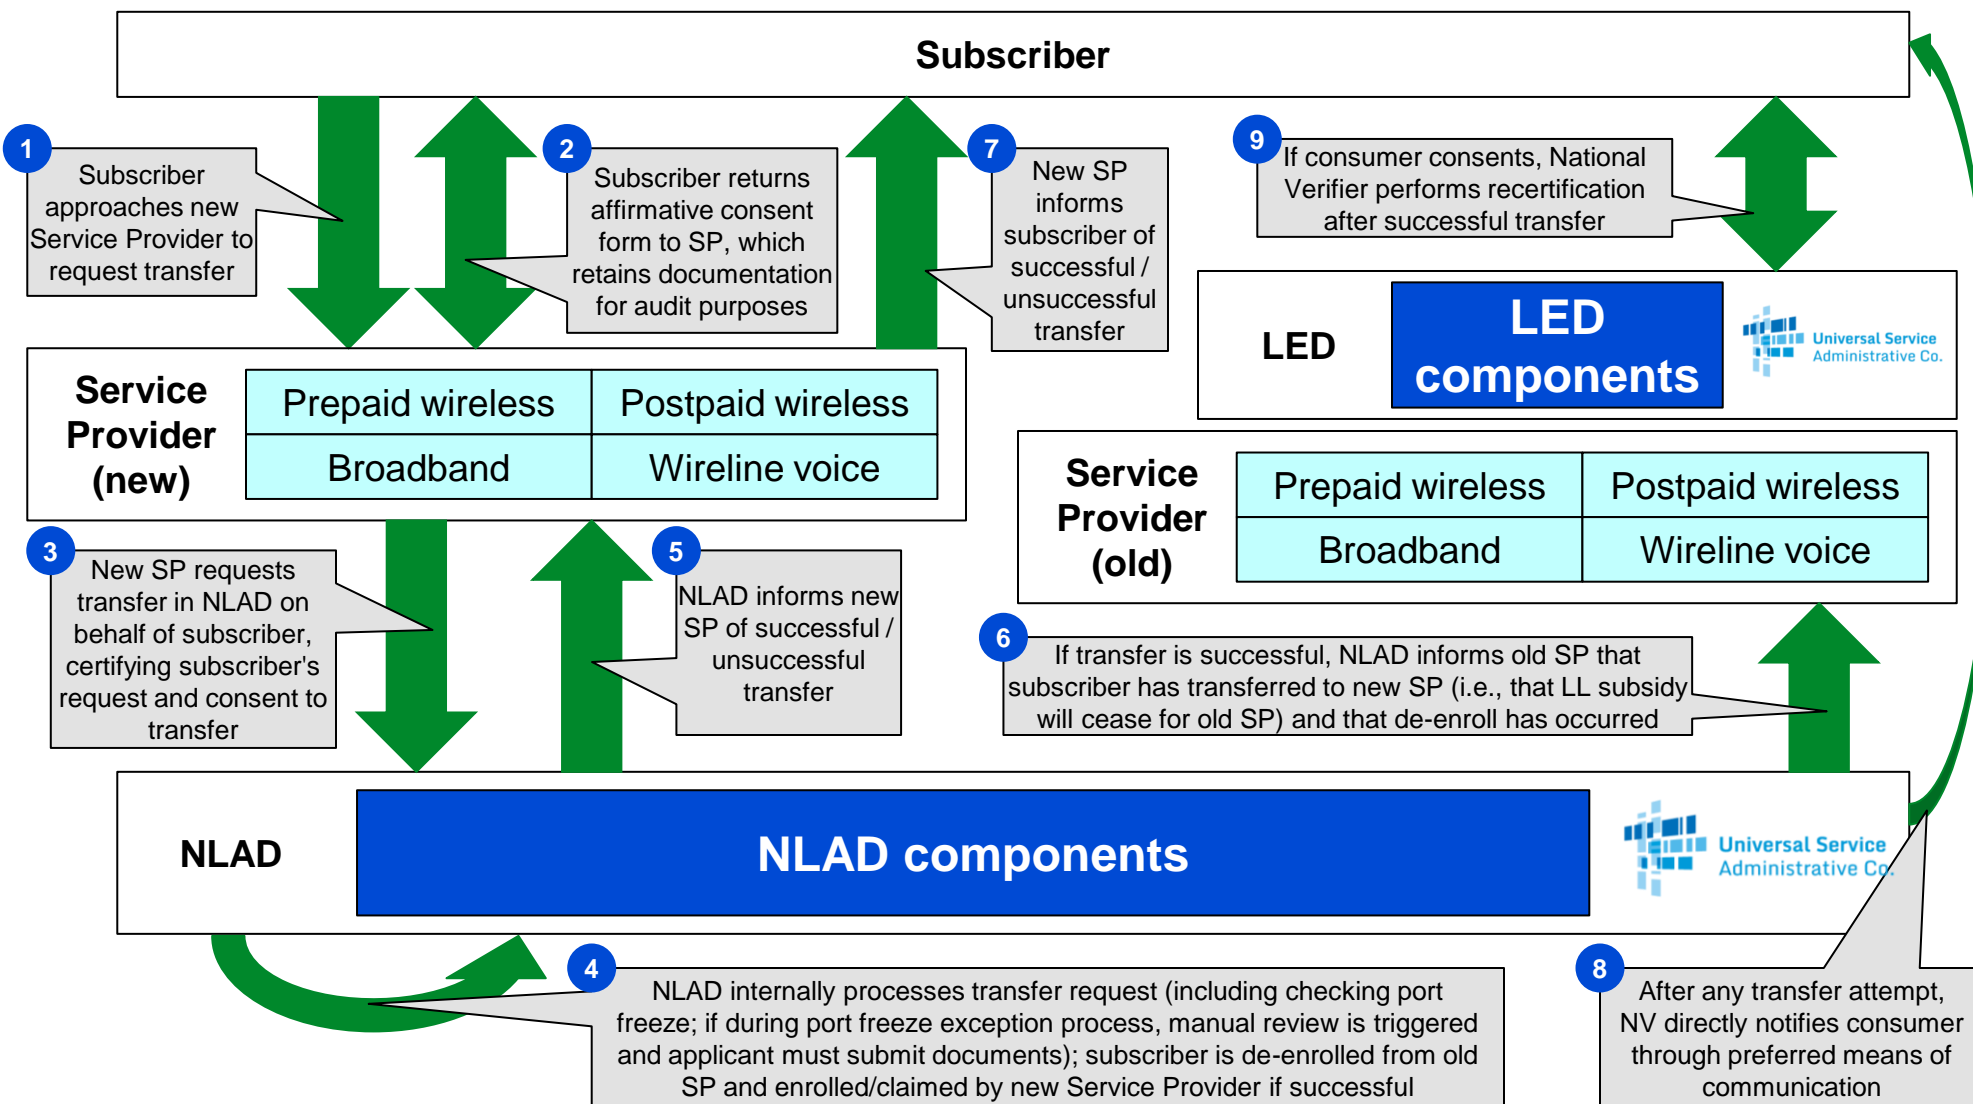 Subscriber
1
Subscriber
approaches new
Service Provider to
request transfer
2
Subscriber returns
affirmative consent
form to SP, which
retains documentation
for audit purposes
7
New SP
informs
subscriber of
successful /
unsuccessful
transfer
9
If consumer consents, National
Verifier performs recertification
after successful transfer
LED
LED
components
Universal Service
Administrative Co.
Service
Provider
(new)
Prepaid wireless
Postpaid wireless
Broadband
Wireline voice
Service
Provider
(old)
Prepaid wireless
Postpaid wireless
Broadband
Wireline voice
3
New SP requests
transfer in NLAD on
behalf of subscriber,
certifying subscriber's
request and consent to
transfer
5
NLAD informs new
SP of successful /
unsuccessful
transfer
6
If transfer is successful, NLAD informs old SP that
subscriber has transferred to new SP (i.e., that LL subsidy
will cease for old SP) and that de-enroll has occurred
NLAD
NLAD components
Universal Service
Administrative Co.
4
NLAD internally processes transfer request (including checking port
freeze; if during port freeze exception process, manual review is triggered
and applicant must submit documents); subscriber is de-enrolled from old
SP and enrolled/claimed by new Service Provider if successful
8
After any transfer attempt,
NV directly notifies consumer
through preferred means of
communication